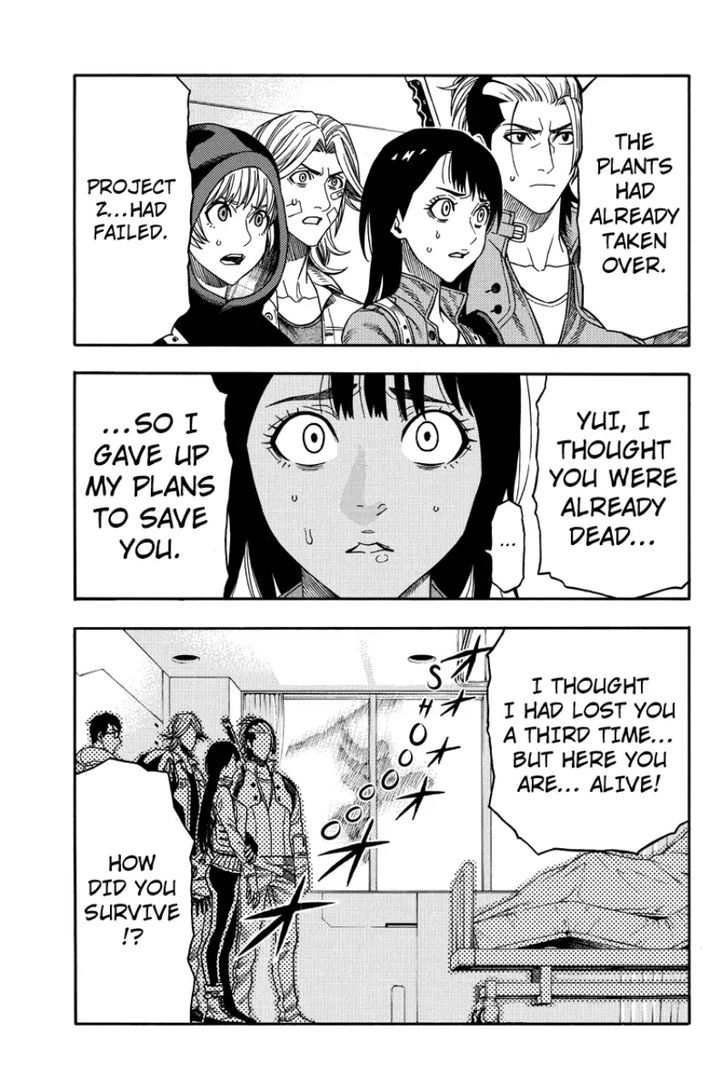 THE
PLANTS
HAD
ALREADY
TAKEN
OVER.
PROJECT
Z...HAD
FAILED.
YUI, I
THOUGHT
YOU WERE
ALREADY
DEAD...
...
...SO I
GAVE UP
MY PLANS
TO SAVE
YOU.
I THOUGHT
I HAD LOST YOU
A THIRD TIME...
BUT HERE YOU
ARE... ALIVE!
SHOOOOOO
HOW
DID YOU
SURVIVE
!?